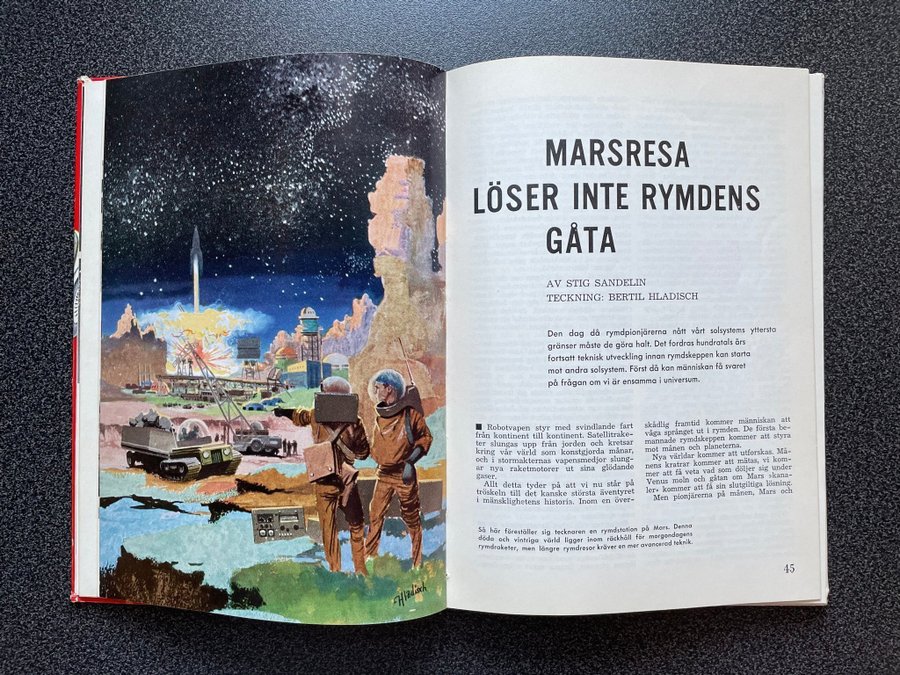 Hladisch
MARSRESA
LÖSER INTE RYMDENS
GÅTA
AV STIG SANDELIN
TECKNING: BERTIL HLADISCH
Den dag då rymdpionjärerna nått vårt solsystems yttersta
gränser måste de göra halt. Det fordras hundratals års
fortsatt teknisk utveckling innan rymdskeppen kan starta
mot andra solsystem. Först då kan människan få svaret
på frågan om vi är ensamma i universum.
■ Robotvapen styr med svindlande fart
från kontinent till kontinent. Satellitrake-
ter slungas upp från jorden och kretsar
kring vår värld som konstgjorda månar,
och i stormakternas vapensmedjor slung-
ar nya raketmotorer ut sina glödande
gaser.
Allt detta tyder på att vi nu står på
tröskeln till det kanske största äventyret
i mänsklighetens historia. Inom en över-
skådlig framtid kommer människan att
våga språnget ut i rymden. De första be-
mannade rymdskeppen kommer att styra
mot månen och planeterna.
Nya världar kommer att utforskas. Må-
nens kratrar kommer att mätas, vi kom-
mer att få veta vad som döljer sig under
Venus moln och gåtan om Mars »kana-
ler» kommer att få sin slutgiltiga lösning.
Men pionjärerna på månen, Mars och
Så här föreställer sig tecknaren en rymdstation på Mars. Denna
döda och vintriga värld ligger inom räckhåll för morgondagens
rymdraketer, men längre rymdresor kräver en mer avancerad teknik.
45